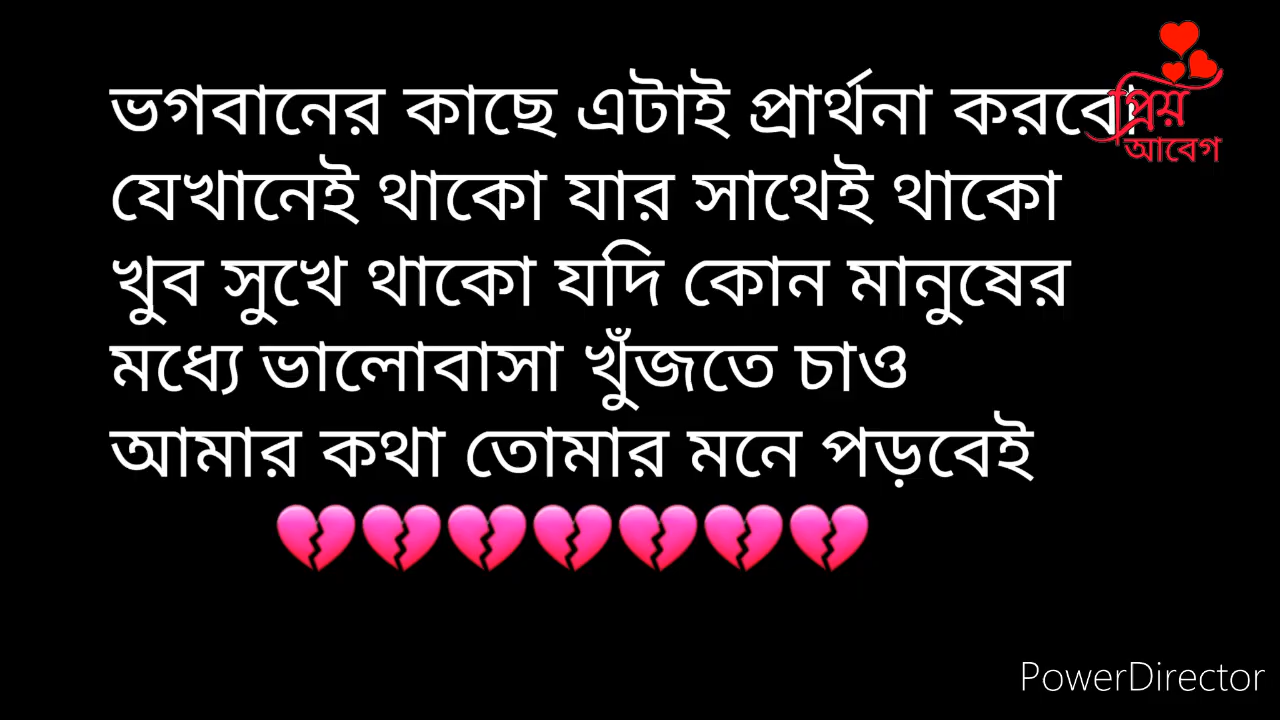 ভগবানের কাছে এটাই প্রার্থনা করবো
যেখানেই থাকো যার সাথেই থাকো
খুব সুখে থাকো যদি কোন মানুষের
মধ্যে ভালোবাসা খুঁজতে চাও
আমার কথা তোমার মনে পড়বেই
💔💔💔💔💔💔💔
প্রিয়
আবেগ
PowerDirector